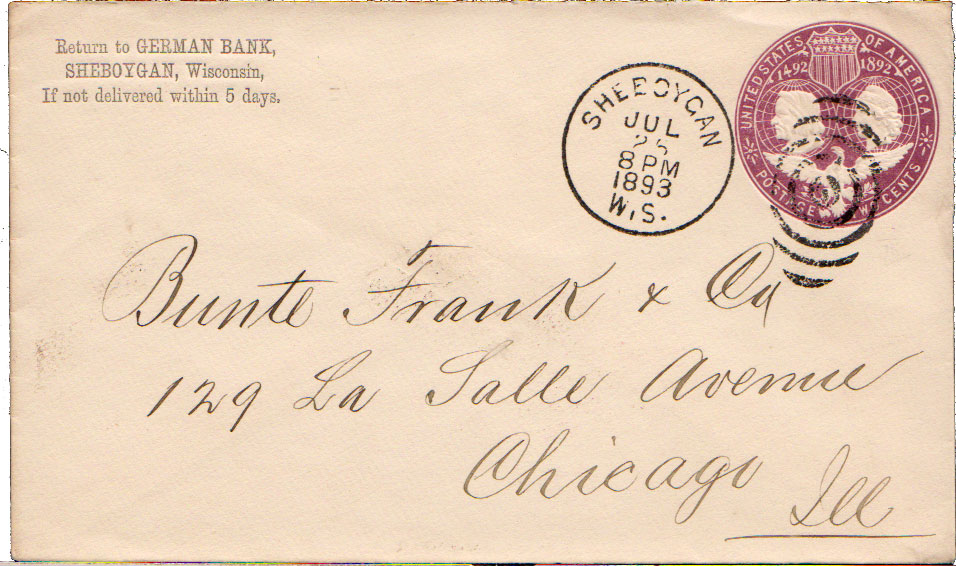 Return to GERMAN BANK,
SHEBOYGAN, Wisconsin,
If not delivered within 5 days.
SHEBOYGAN
JUL
25
8 PM
1893
WIS.
UNITED STATES OF AMERICA
1492 1892
POSTAGE CENTS
Bunte Frank & Co
129 La Salle Avenue
Chicago
Ill